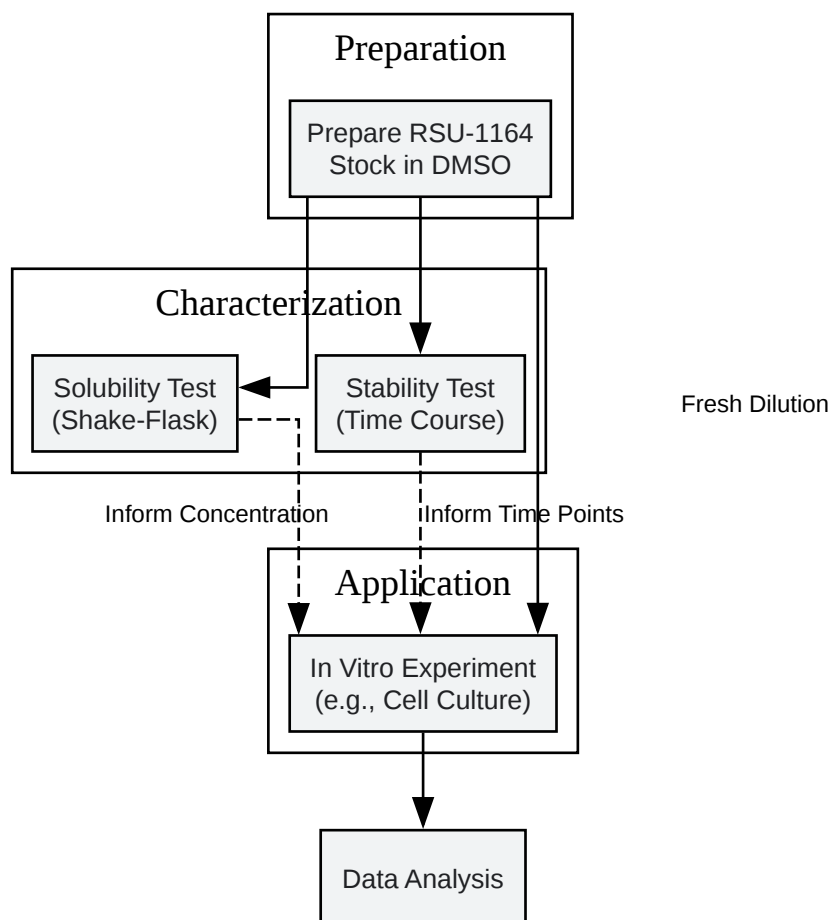 Preparation
Prepare RSU-1164
Stock in DMSO
Characterization
Solubility Test
(Shake-Flask)
Stability Test
(Time Course)
Fresh Dilution
Inform Concentration
Inform Time Points
Application
In Vitro Experiment
(e.g., Cell Culture)
Data Analysis